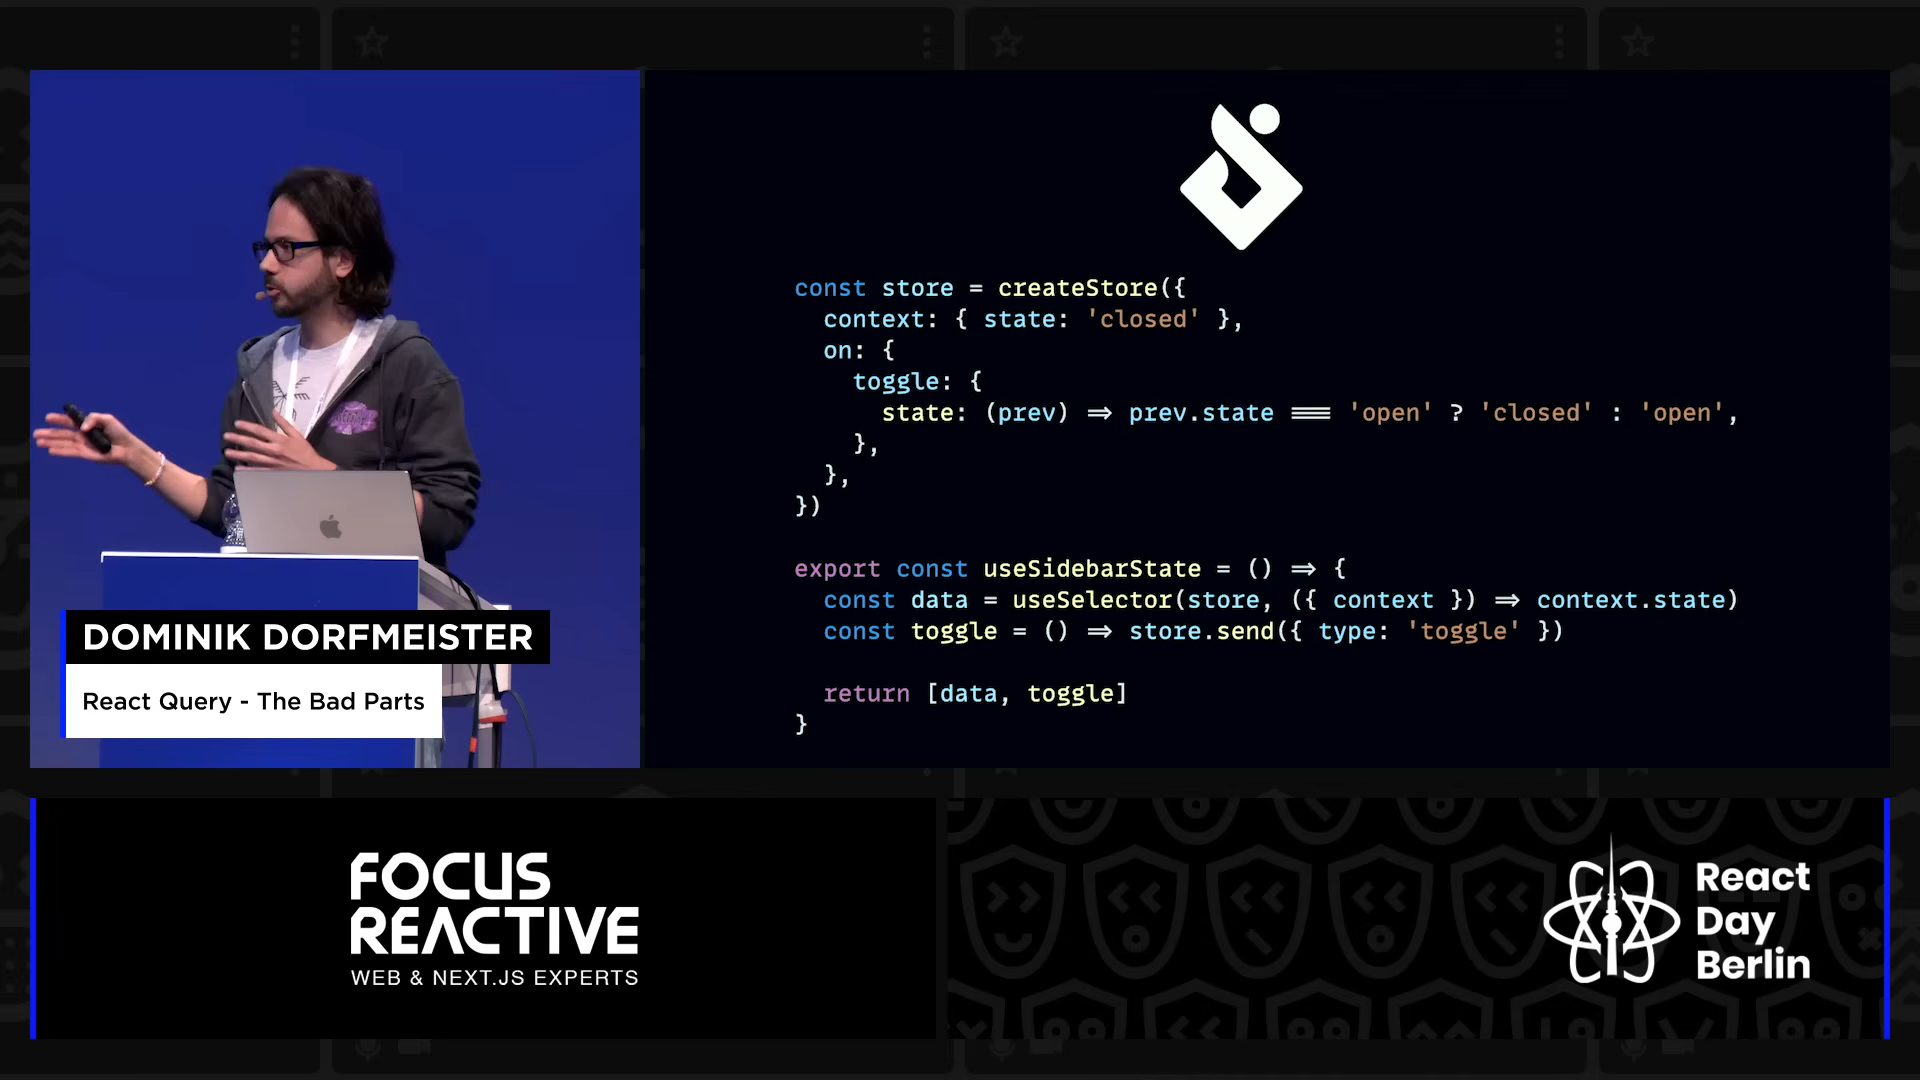 const store = createStore({
  context: { state: 'closed' },
  on: {
    toggle: {
      state: (prev) => prev.state === 'open' ? 'closed' : 'open',
    },
  },
})
export const useSidebarState = () => {
  const data = useSelector(store, ({ context }) => context.state)
  const toggle = () => store.send({ type: 'toggle' })
  return [data, toggle]
}
DOMINIK DORFMEISTER
React Query - The Bad Parts
FOCUS
REACTIVE
WEB & NEXT.JS EXPERTS
React
Day
Berlin